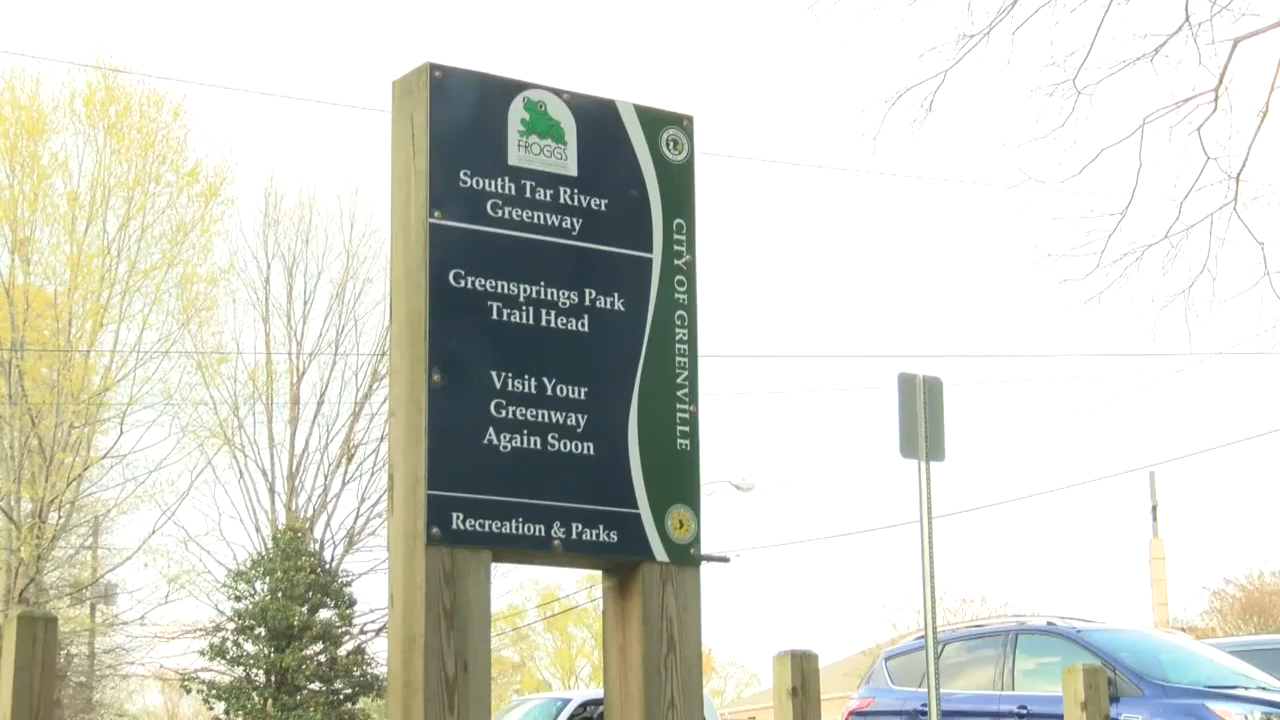 FROGGS
South Tar River
Greenway
Greensprings Park
Trail Head
Visit Your
Greenway
Again Soon
Recreation & Parks
CITY OF GREENVILLE